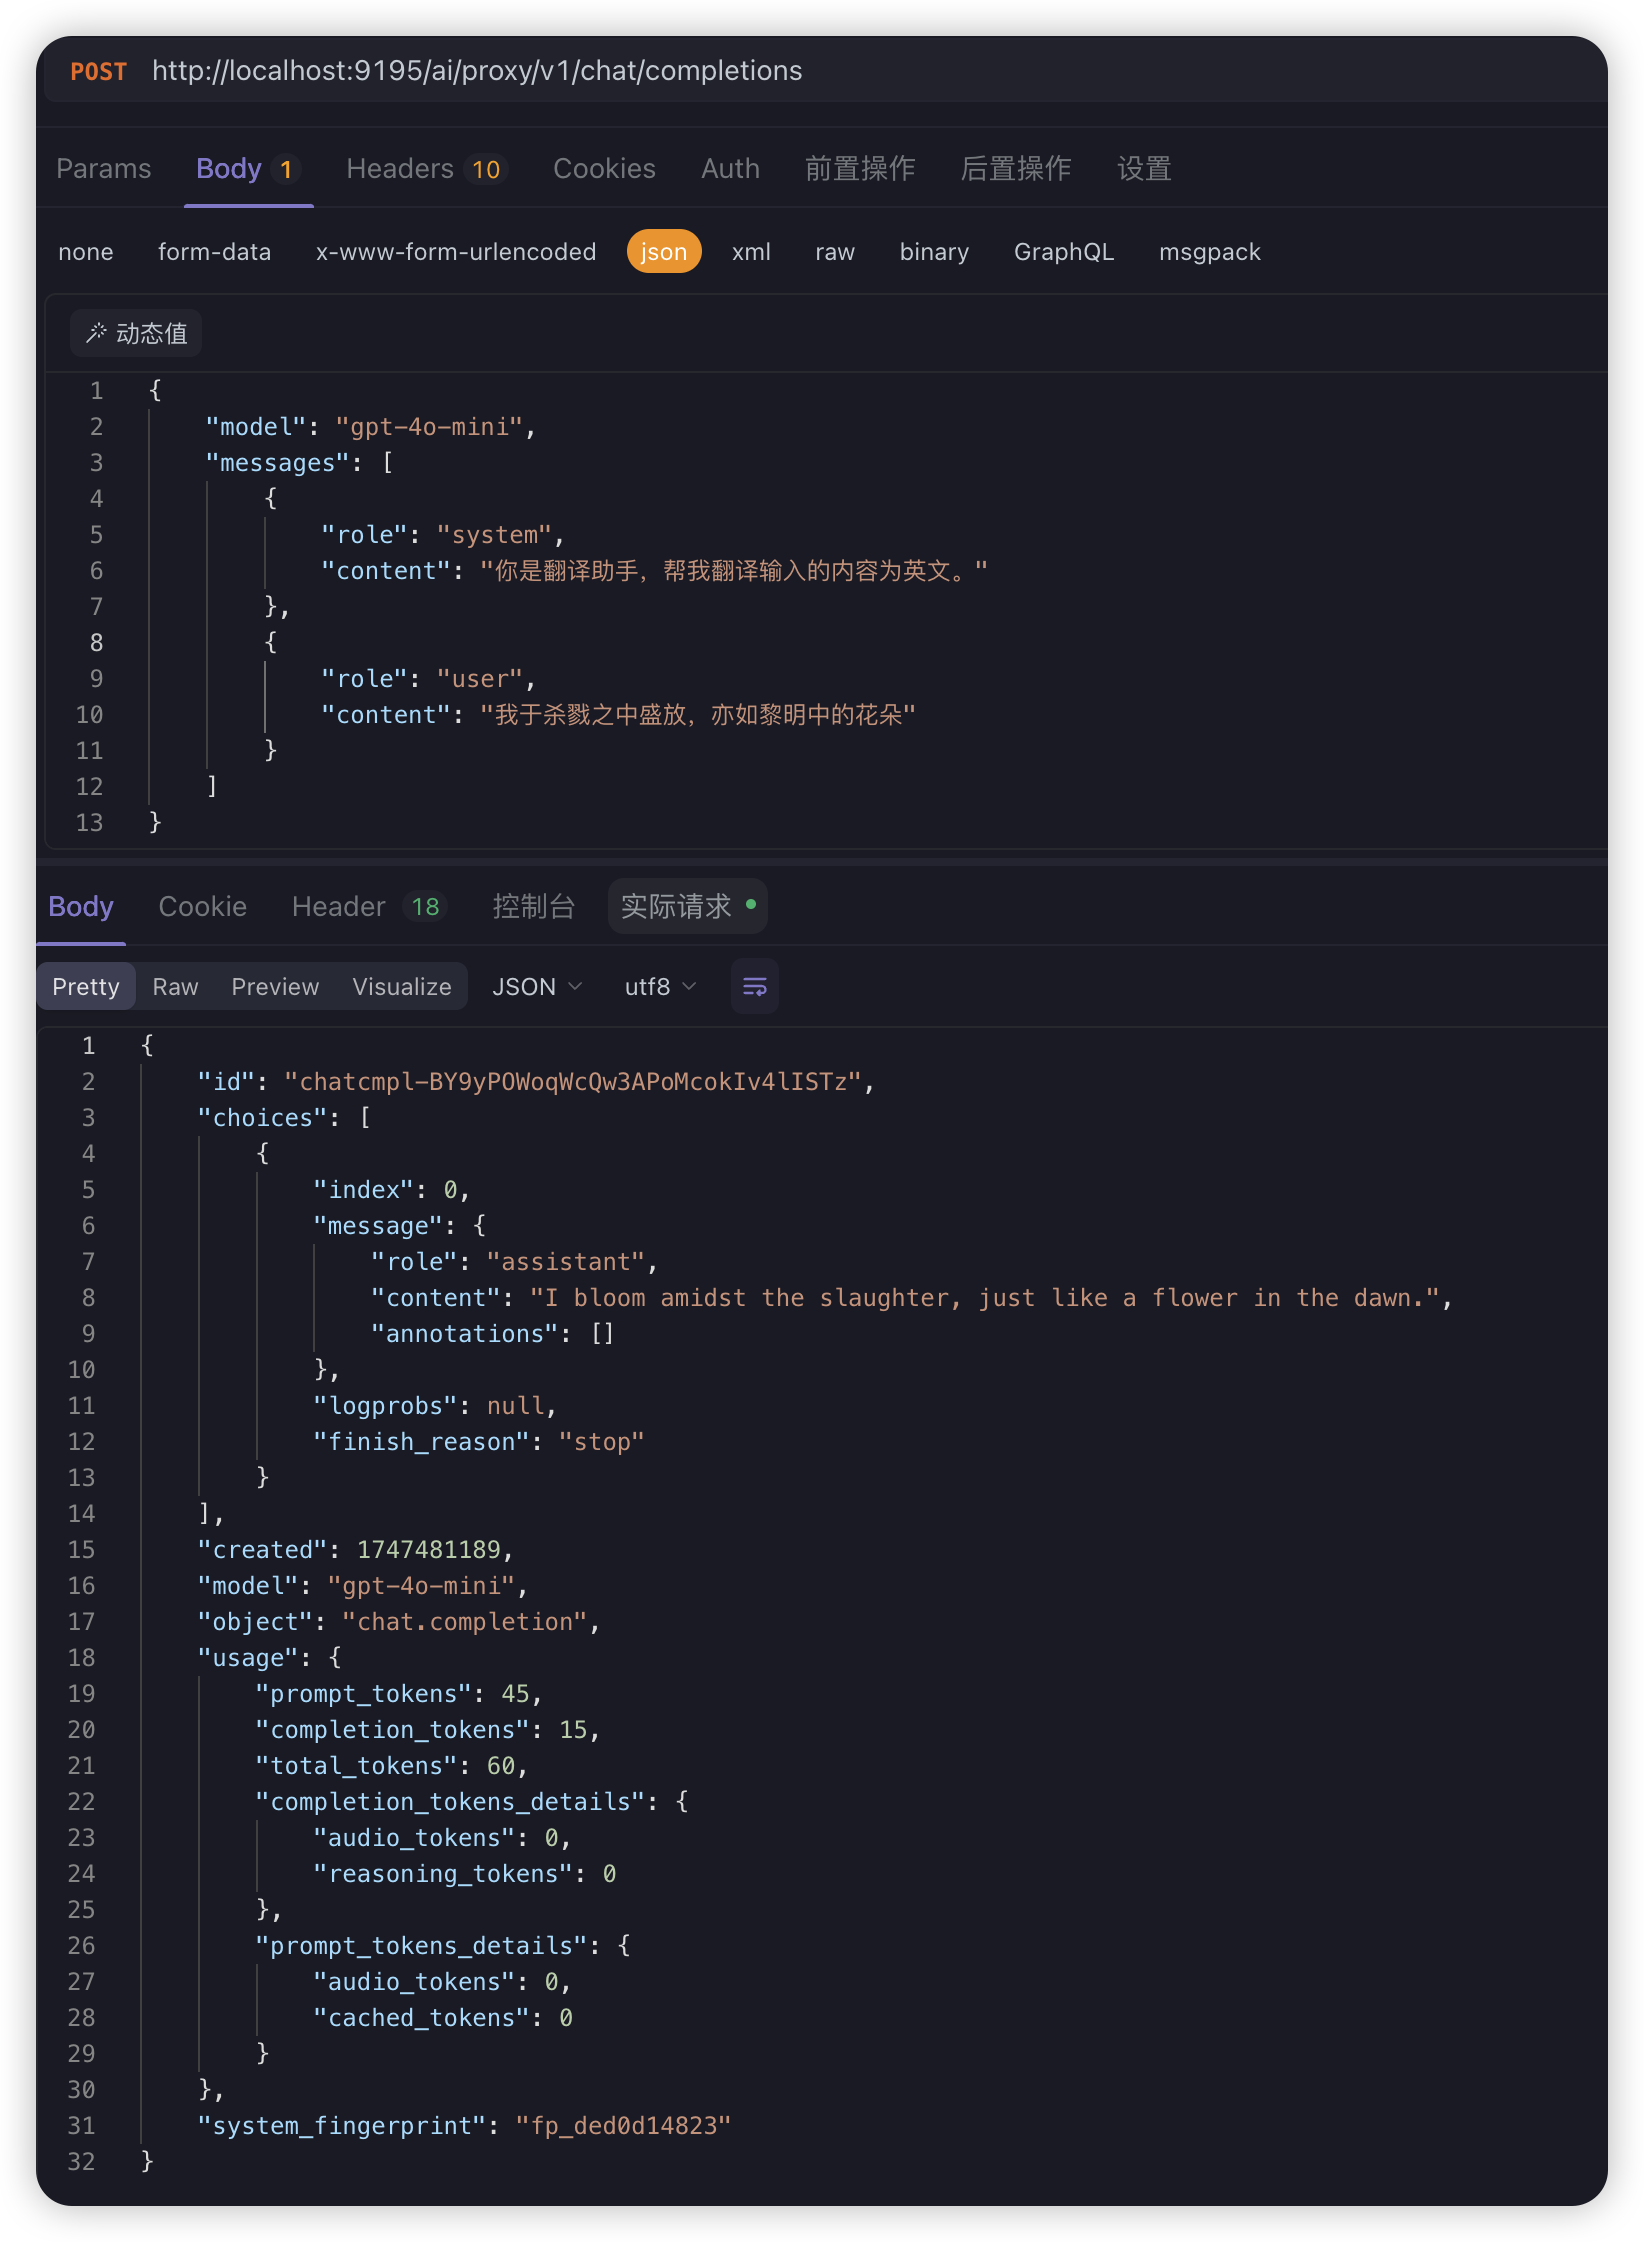 POST http://localhost:9195/ai/proxy/v1/chat/completions
Params Body 1 Headers 10 Cookies Auth 前置操作 后置操作 设置
none form-data x-www-form-urlencoded json xml raw binary GraphQL msgpack
动态值
1 {
2 "model": "gpt-4o-mini",
3 "messages": [
4 {
5 "role": "system",
6 "content": "你是翻译助手，帮我翻译输入的内容为英文。"
7 },
8 {
9 "role": "user",
10 "content": "我于杀戮之中盛放，亦如黎明中的花朵"
11 }
12 ]
13 }
Body Cookie Header 18 控制台 实际请求
Pretty Raw Preview Visualize JSON utf8
1 {
2 "id": "chatcmpl-BY9yPOWoqWcQw3APoMcokIv4lISTz",
3 "choices": [
4 {
5 "index": 0,
6 "message": {
7 "role": "assistant",
8 "content": "I bloom amidst the slaughter, just like a flower in the dawn.",
9 "annotations": []
10 },
11 "logprobs": null,
12 "finish_reason": "stop"
13 }
14 ],
15 "created": 1747481189,
16 "model": "gpt-4o-mini",
17 "object": "chat.completion",
18 "usage": {
19 "prompt_tokens": 45,
20 "completion_tokens": 15,
21 "total_tokens": 60,
22 "completion_tokens_details": {
23 "audio_tokens": 0,
24 "reasoning_tokens": 0
25 },
26 "prompt_tokens_details": {
27 "audio_tokens": 0,
28 "cached_tokens": 0
29 }
30 },
31 "system_fingerprint": "fp_ded0d14823"
32 }